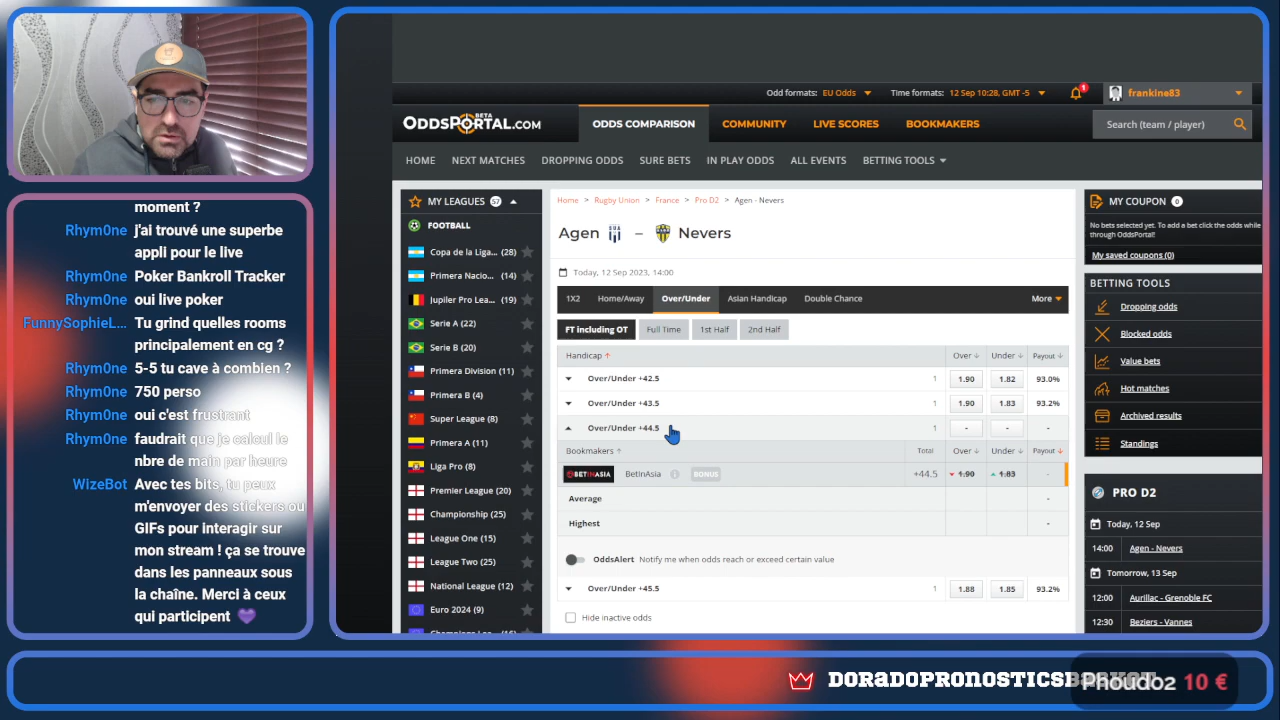 moment ?
Rhym0ne j'ai trouvé une superbe
appli pour le live
Rhym0ne Poker Bankroll Tracker
Rhym0ne oui live poker
FunnySophieL... Tu grind quelles rooms
principalement en cg ?
Rhym0ne 5-5 tu cave à combien ?
Rhym0ne 750 perso
Rhym0ne oui c'est frustrant
Rhym0ne faudrait que je calcul le
nbre de main par heure
WizeBot Avec tes bits, tu peux
m'envoyer des stickers ou
GIFs pour interagir sur
mon stream ! ça se trouve
dans les panneaux sous
la chaîne. Merci à ceux
qui participent
Odd formats: EU Odds Time formats: 12 Sep 10:28, GMT -5 1 frankine83
ODDSPORTAL.COM BETA
ODDS COMPARISON COMMUNITY LIVE SCORES BOOKMAKERS Search (team / player)
HOME NEXT MATCHES DROPPING ODDS SURE BETS IN PLAY ODDS ALL EVENTS BETTING TOOLS
MY LEAGUES 57
FOOTBALL
Copa de la Liga... (28)
Primera Nacio... (14)
Jupiler Pro Lea... (19)
Serie A (22)
Serie B (20)
Primera Division (11)
Primera B (4)
Super League (8)
Primera A (11)
Liga Pro (8)
Premier League (20)
Championship (25)
League One (15)
League Two (25)
National League (12)
Euro 2024 (9)
Home > Rugby Union > France > Pro D2 > Agen - Nevers
Agen – Nevers
Today, 12 Sep 2023, 14:00
1X2 Home/Away Over/Under Asian Handicap Double Chance More
FT including OT Full Time 1st Half 2nd Half
Handicap Over Under Payout
Over/Under +42.5 1 1.90 1.82 93.0%
Over/Under +43.5 1 1.90 1.83 93.2%
Over/Under +44.5 1 - - -
Bookmakers Total Over Under Payout
BETINASIA BetInAsia BONUS +44.5 1.90 1.83 -
Average -
Highest -
OddsAlert Notify me when odds reach or exceed certain value
Over/Under +45.5 1 1.88 1.85 93.2%
Hide inactive odds
MY COUPON 0
No bets selected yet. To add a bet click the odds while
through OddsPortal!
My saved coupons (0)
BETTING TOOLS
Dropping odds
Blocked odds
Value bets
Hot matches
Archived results
Standings
PRO D2
Today, 12 Sep
14:00 Agen - Nevers
Tomorrow, 13 Sep
12:00 Aurillac - Grenoble FC
12:30 Beziers - Vannes
DORADOPRONOSTICS
Phoudo2 10 €